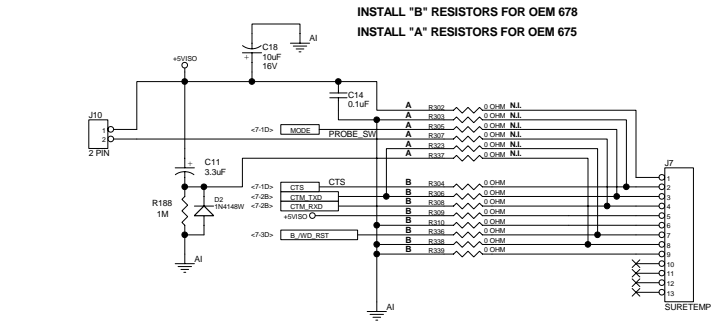 INSTALL "B" RESISTORS FOR OEM 678
INSTALL "A" RESISTORS FOR OEM 675
C18
10uF
16V
AI
+5VISO
C14
0.1uF
J10
1
2
2 PIN
<7-1D> MODE
PROBE_SW
A R302 0 OHM N.I.
A R303 0 OHM N.I.
A R305 0 OHM N.I.
A R307 0 OHM N.I.
A R323 0 OHM N.I.
A R337 0 OHM N.I.
C11
3.3uF
R188
1M
D2
1N4148W
AI
<7-1D> CTS CTS
<7-2B> CTM_TXD
<7-2B> CTM_RXD
+5VISO
<7-3D> B_/WD_RST
B R304 0 OHM
B R306 0 OHM
B R308 0 OHM
B R309 0 OHM
B R310 0 OHM
B R336 0 OHM
B R338 0 OHM
B R339 0 OHM
AI
J7
1
2
3
4
5
6
7
8
9
10
11
12
13
SURETEMP